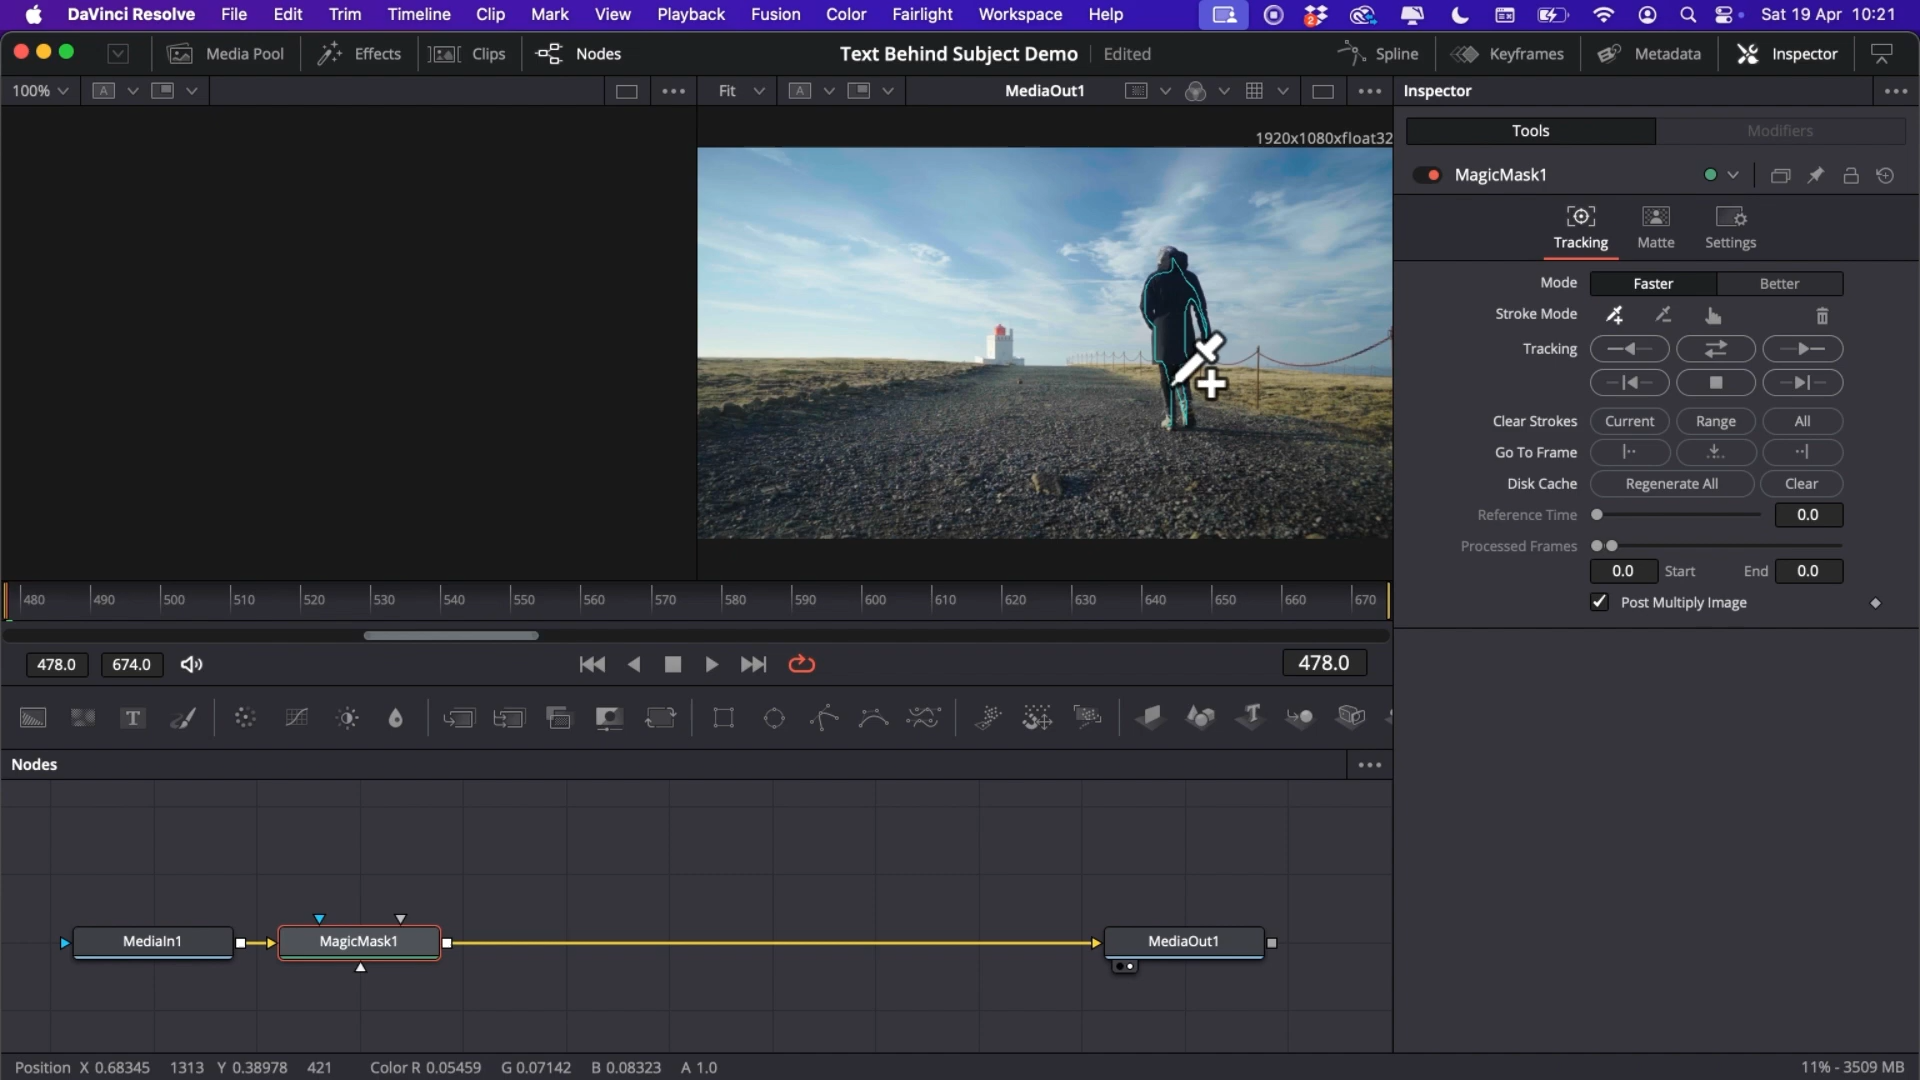 DaVinci Resolve File Edit Trim Timeline Clip Mark View Playback Fusion Color Fairlight Workspace Help 2 Sat 19 Apr 10:21
Media Pool Effects Clips Nodes Text Behind Subject Demo Edited Spline Keyframes Metadata Inspector
100% A Fit A MediaOut1 Inspector
1920x1080xfloat32
Tools Modifiers
MagicMask1
Tracking Matte Settings
Mode Faster Better
Stroke Mode
Tracking
Clear Strokes Current Range All
Go To Frame
Disk Cache Regenerate All Clear
Reference Time 0.0
Processed Frames
0.0 Start End 0.0
Post Multiply Image
480 490 500 510 520 530 540 550 560 570 580 590 600 610 620 630 640 650 660 670
478.0 674.0 478.0
T T
Nodes
MediaIn1 MagicMask1 MediaOut1
Position X 0.68345 1313 Y 0.38978 421 Color R 0.05459 G 0.07142 B 0.08323 A 1.0 11% - 3509 MB